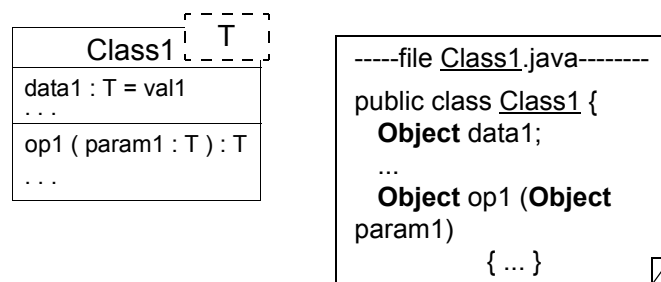 Class1
T
data1 : T = val1
. . .
op1 ( param1 : T ) : T
. . .
-----file Class1.java--------
public class Class1 {
Object data1;
...
Object op1 (Object
param1)
{ ... }